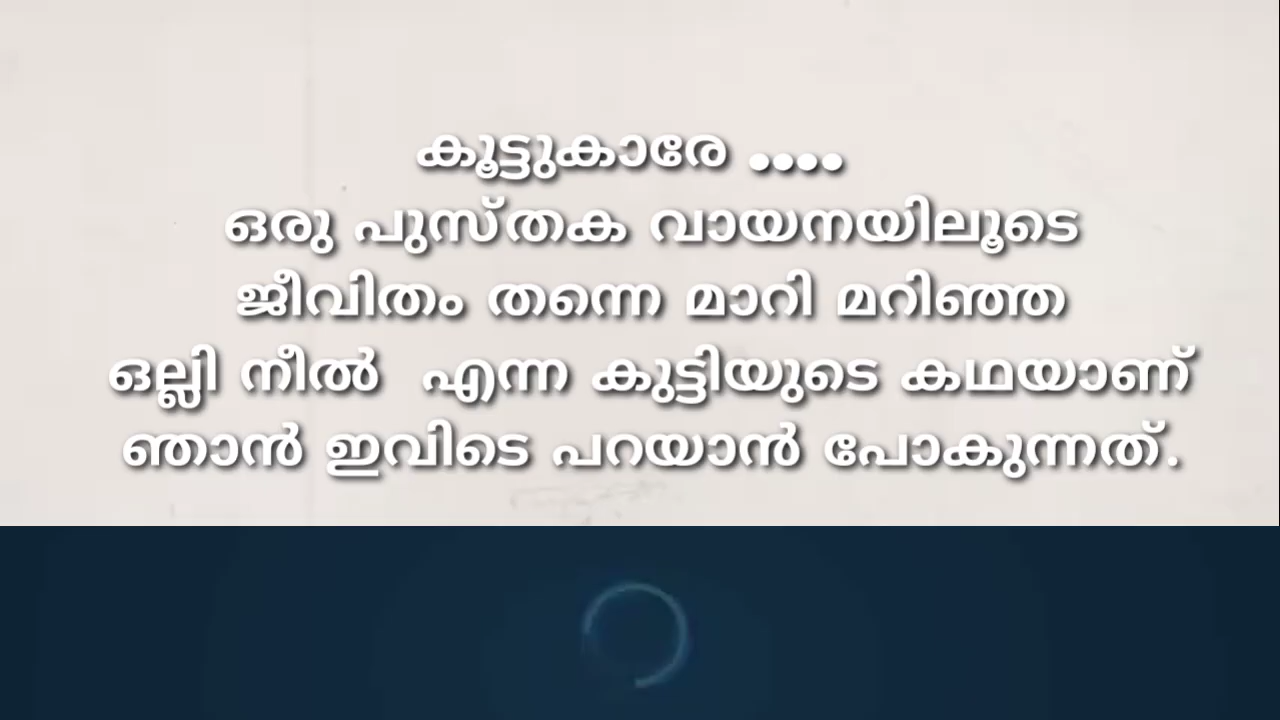 കൂട്ടുകാരേ ....
ഒരു പുസ്തക വായനയിലൂടെ
ജീവിതം തന്നെ മാറി മറിഞ്ഞ
ഒല്ലി നീൽ എന്ന കുട്ടിയുടെ കഥയാണ്
ഞാൻ ഇവിടെ പറയാൻ പോകുന്നത്.